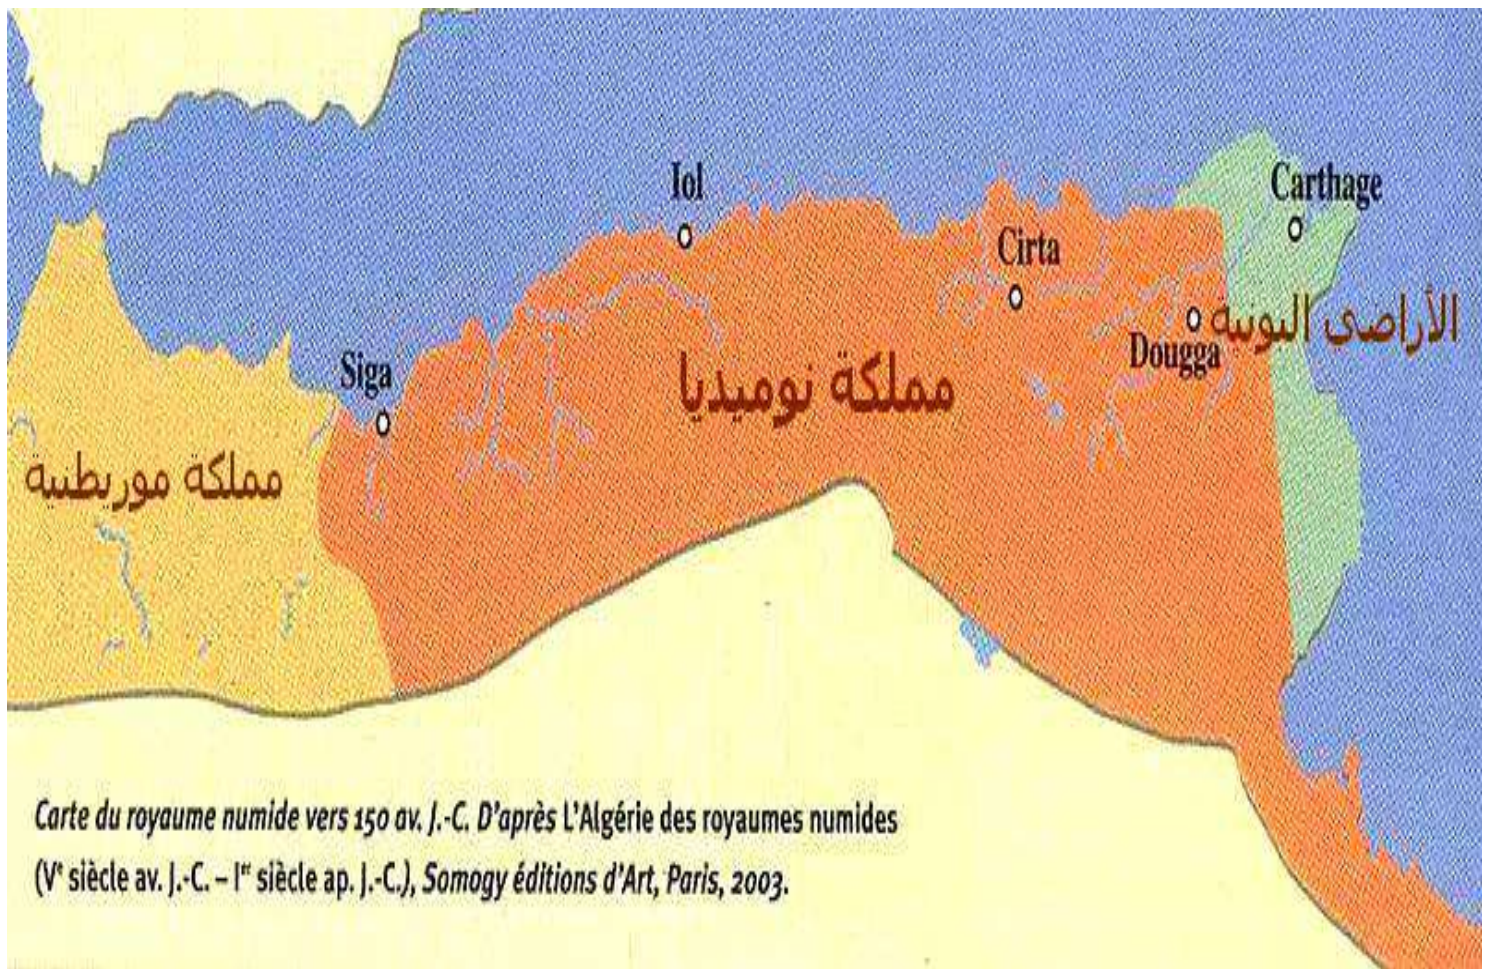 Iol
Carthage
Cirta
الأراضي البونية
Dougga
Siga
مملكة نوميديا
مملكة موريطنية
Carte du royaume numide vers 150 av. J.-C. D'après L'Algérie des royaumes numides
(Vᵉ siècle av. J.-C. – Iᵉʳ siècle ap. J.-C.), Somogy éditions d'Art, Paris, 2003.